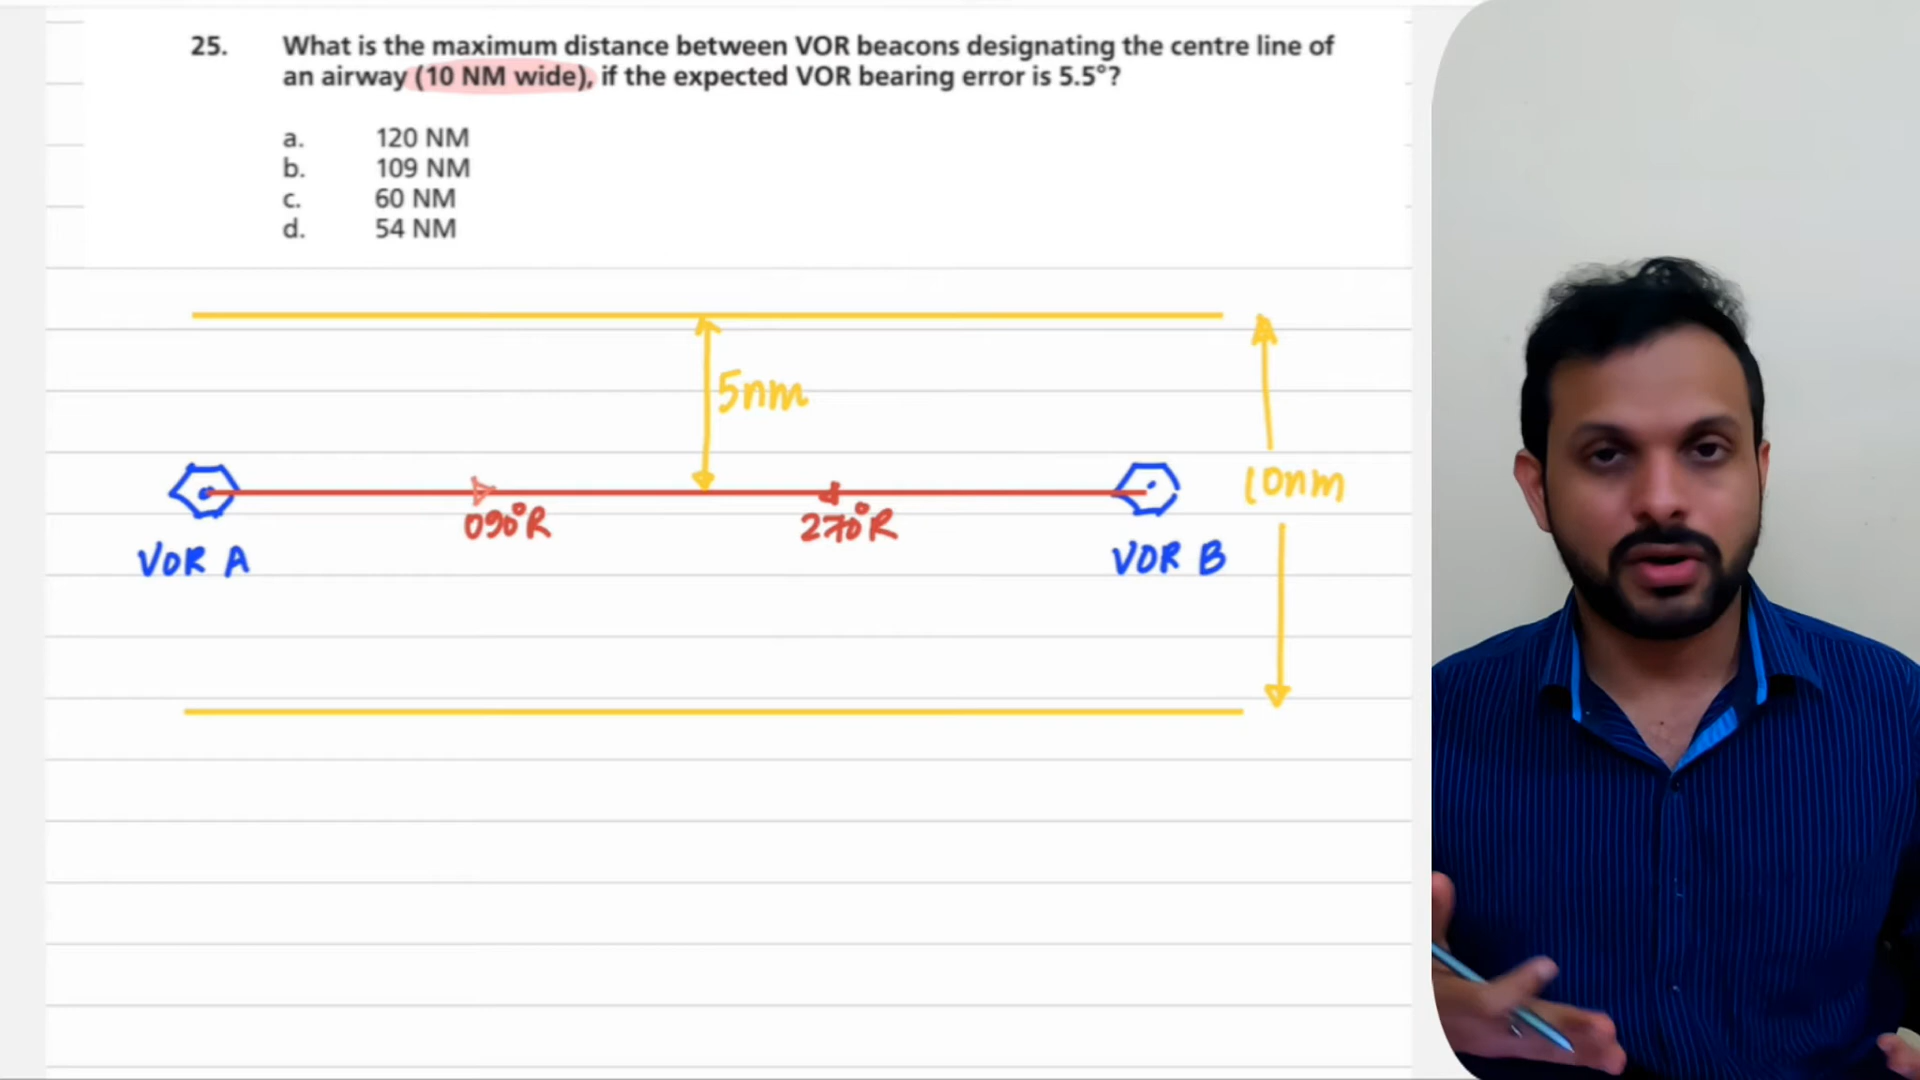 25. What is the maximum distance between VOR beacons designating the centre line of
an airway (10 NM wide), if the expected VOR bearing error is 5.5°?
a. 120 NM
b. 109 NM
c. 60 NM
d. 54 NM
5nm
10nm
090°R
270°R
VOR A
VOR B